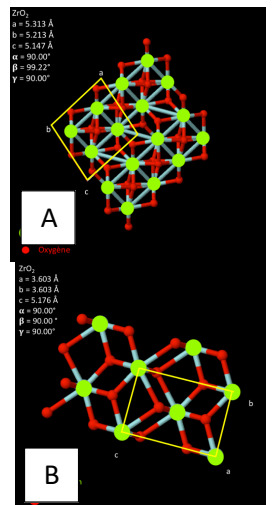 ZrO₂
a = 5.313 Å
b = 5.213 Å
c = 5.147 Å
α = 90.00°
β = 99.22°
γ = 90.00°
a
b
c
A
Oxygène
ZrO₂
a = 3.603 Å
b = 3.603 Å
c = 5.176 Å
α = 90.00°
β = 90.00 °
γ = 90.00°
b
c
a
B